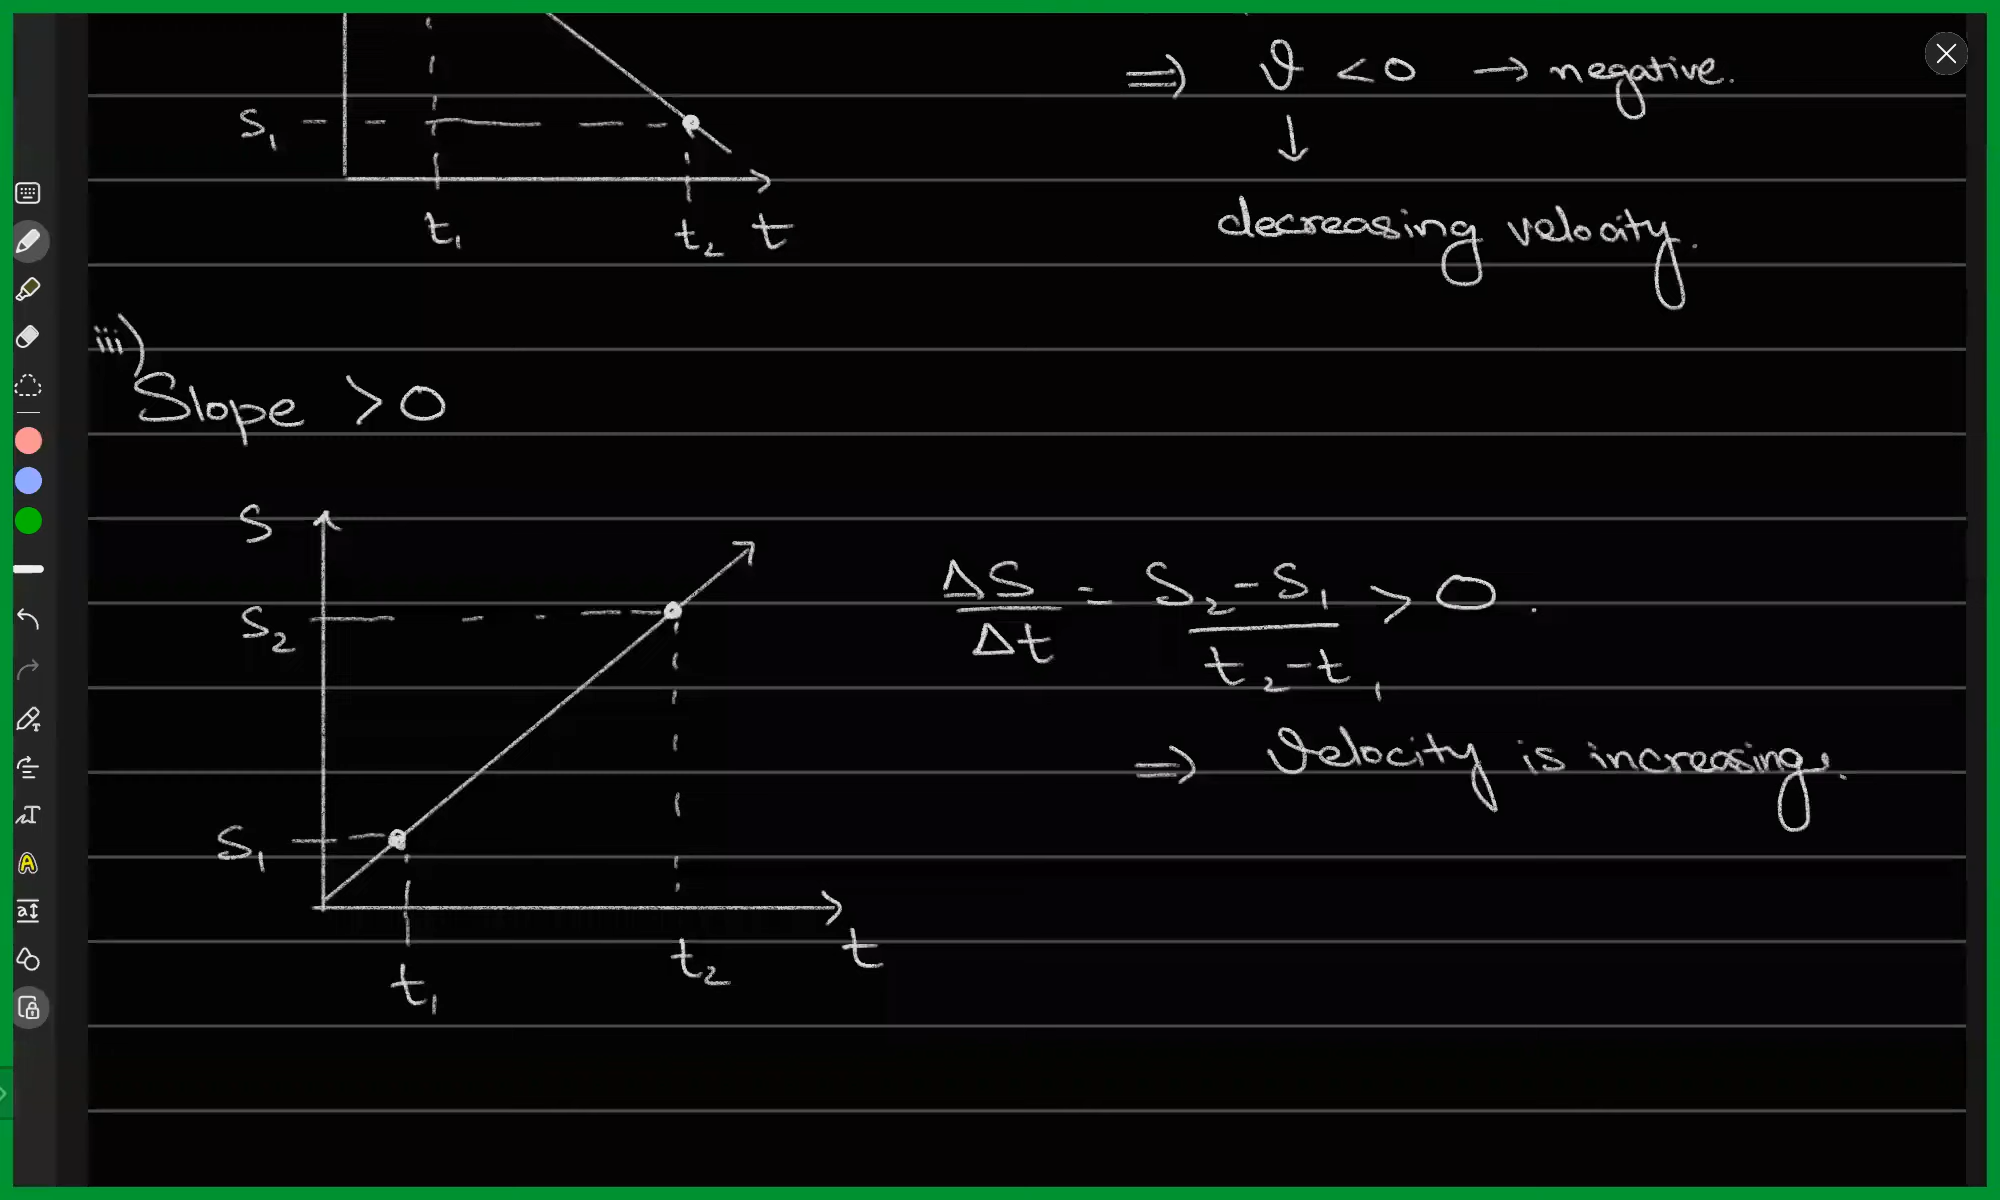 ⇒ v < 0 → negative.
S₁
↓
t₁ t₂ t
decreasing velocity.
iii)
Slope > 0
S
ΔS/Δt = S₂ - S₁ / t₂ - t₁ > 0.
S₂
⇒ Velocity is increasing.
S₁
t₁ t₂ t